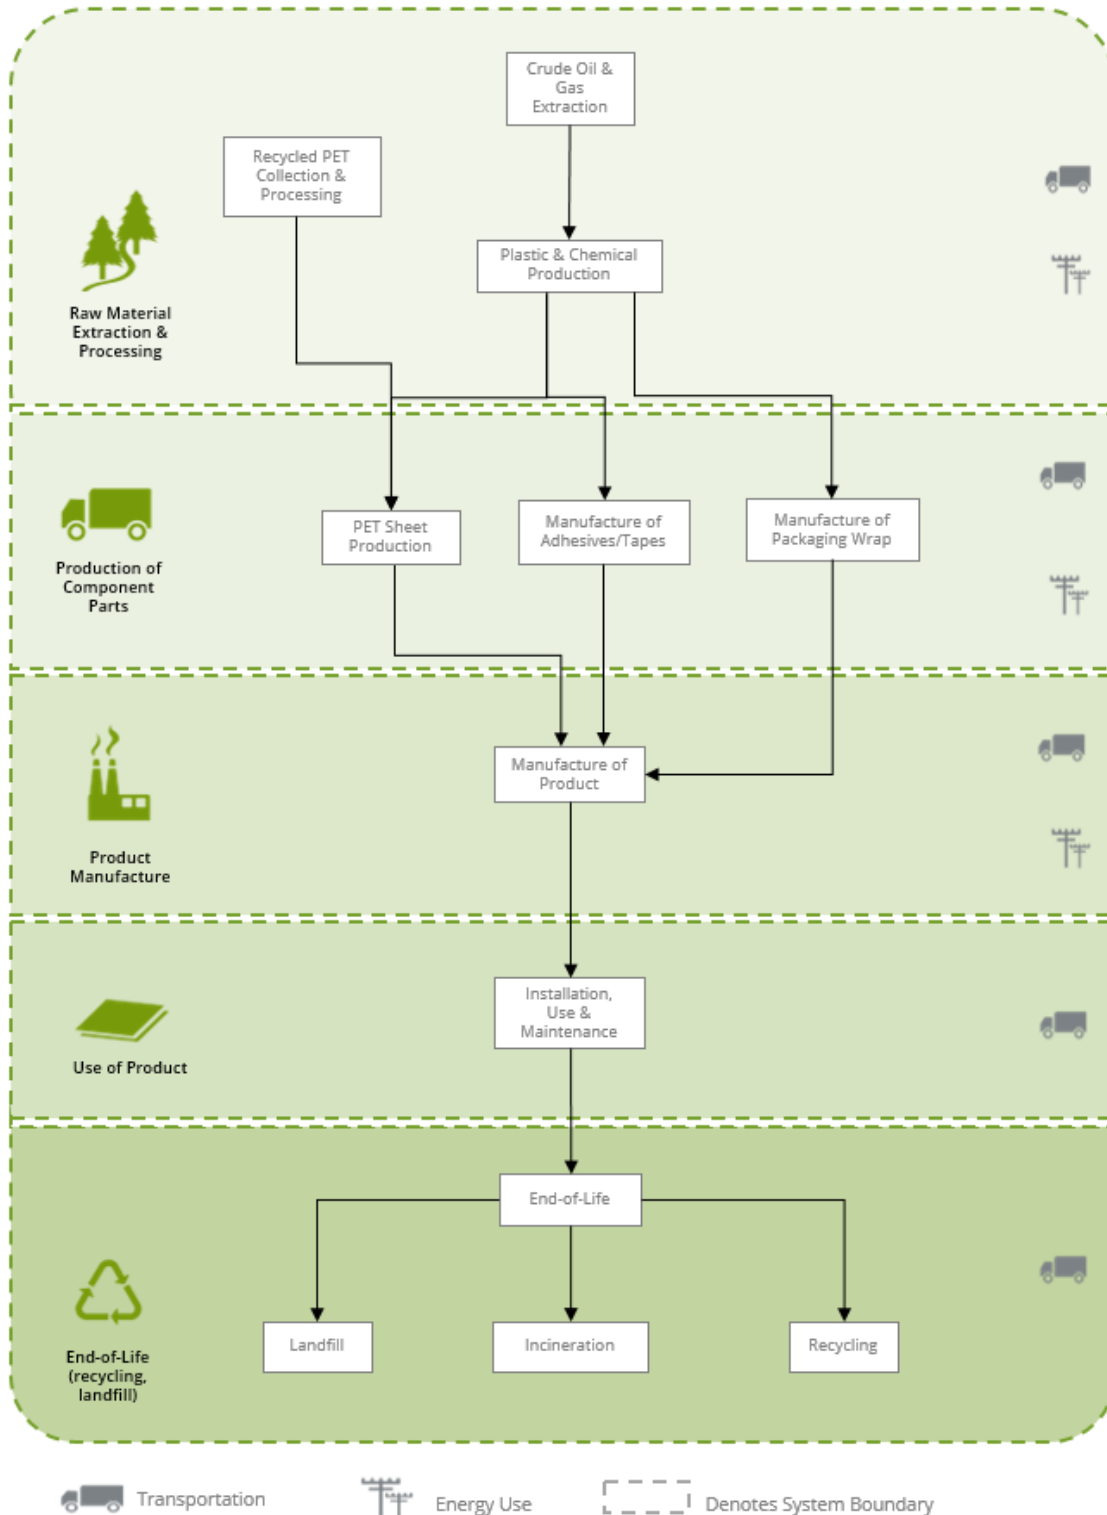 Crude Oil &
Gas
Extraction
Recycled PET
Collection &
Processing
Plastic & Chemical
Production
Raw Material
Extraction &
Processing
PET Sheet
Production
Manufacture of
Adhesives/Tapes
Manufacture of
Packaging Wrap
Production of
Component
Parts
Manufacture of
Product
Product
Manufacture
Installation,
Use &
Maintenance
Use of Product
End-of-Life
Landfill
Incineration
Recycling
End-of-Life
(recycling,
landfill)
Transportation
Energy Use
Denotes System Boundary